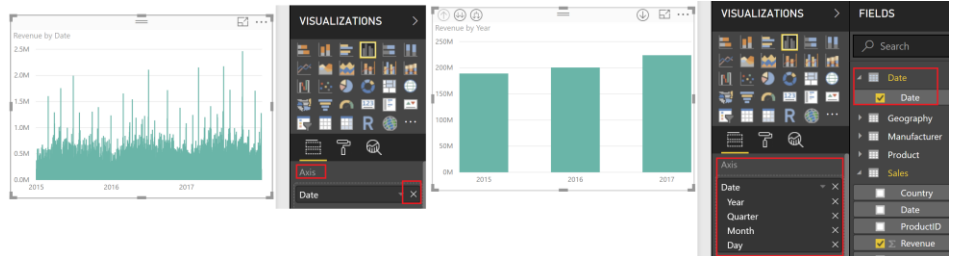 Revenue by Date
2.5M
2.0M
1.5M
1.0M
0.5M
0.0M
2015 2016 2017
VISUALIZATIONS >
123
R
...
Axis
Date
Revenue by Year
250M
200M
150M
100M
50M
0M
2015 2016 2017
VISUALIZATIONS >
123
R
...
Axis
Date
Year
Quarter
Month
Day
FIELDS
Search
Date
Date
Geography
Manufacturer
Product
Sales
Country
Date
ProductID
Σ Revenue